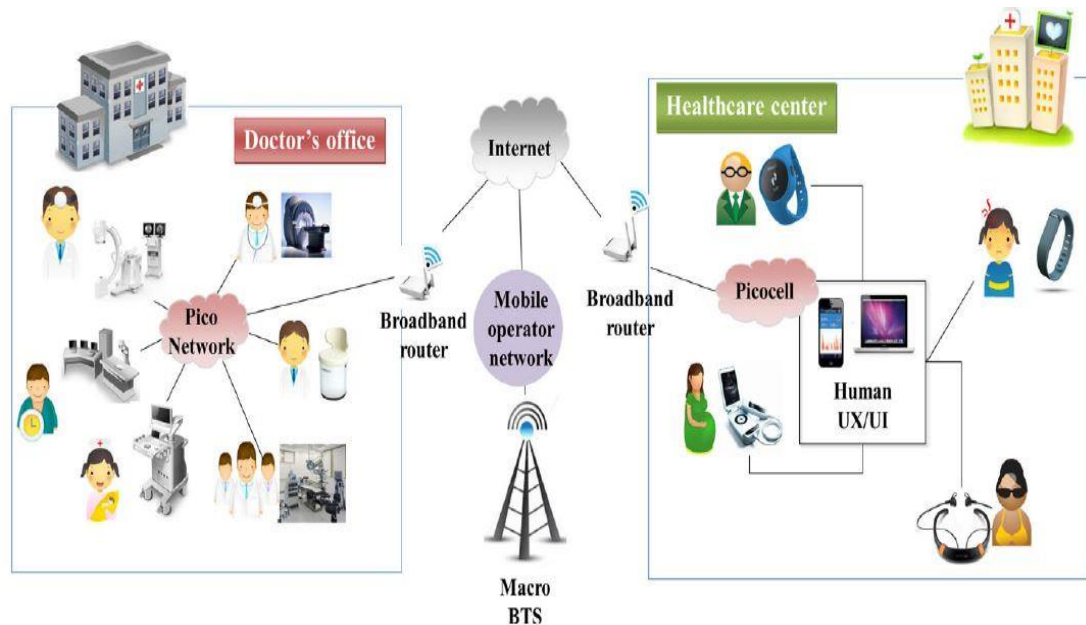 Doctor's office
Internet
Healthcare center
Pico
Network
Broadband
router
Mobile
operator
network
Broadband
router
Picocell
Human
UX/UI
Macro
BTS